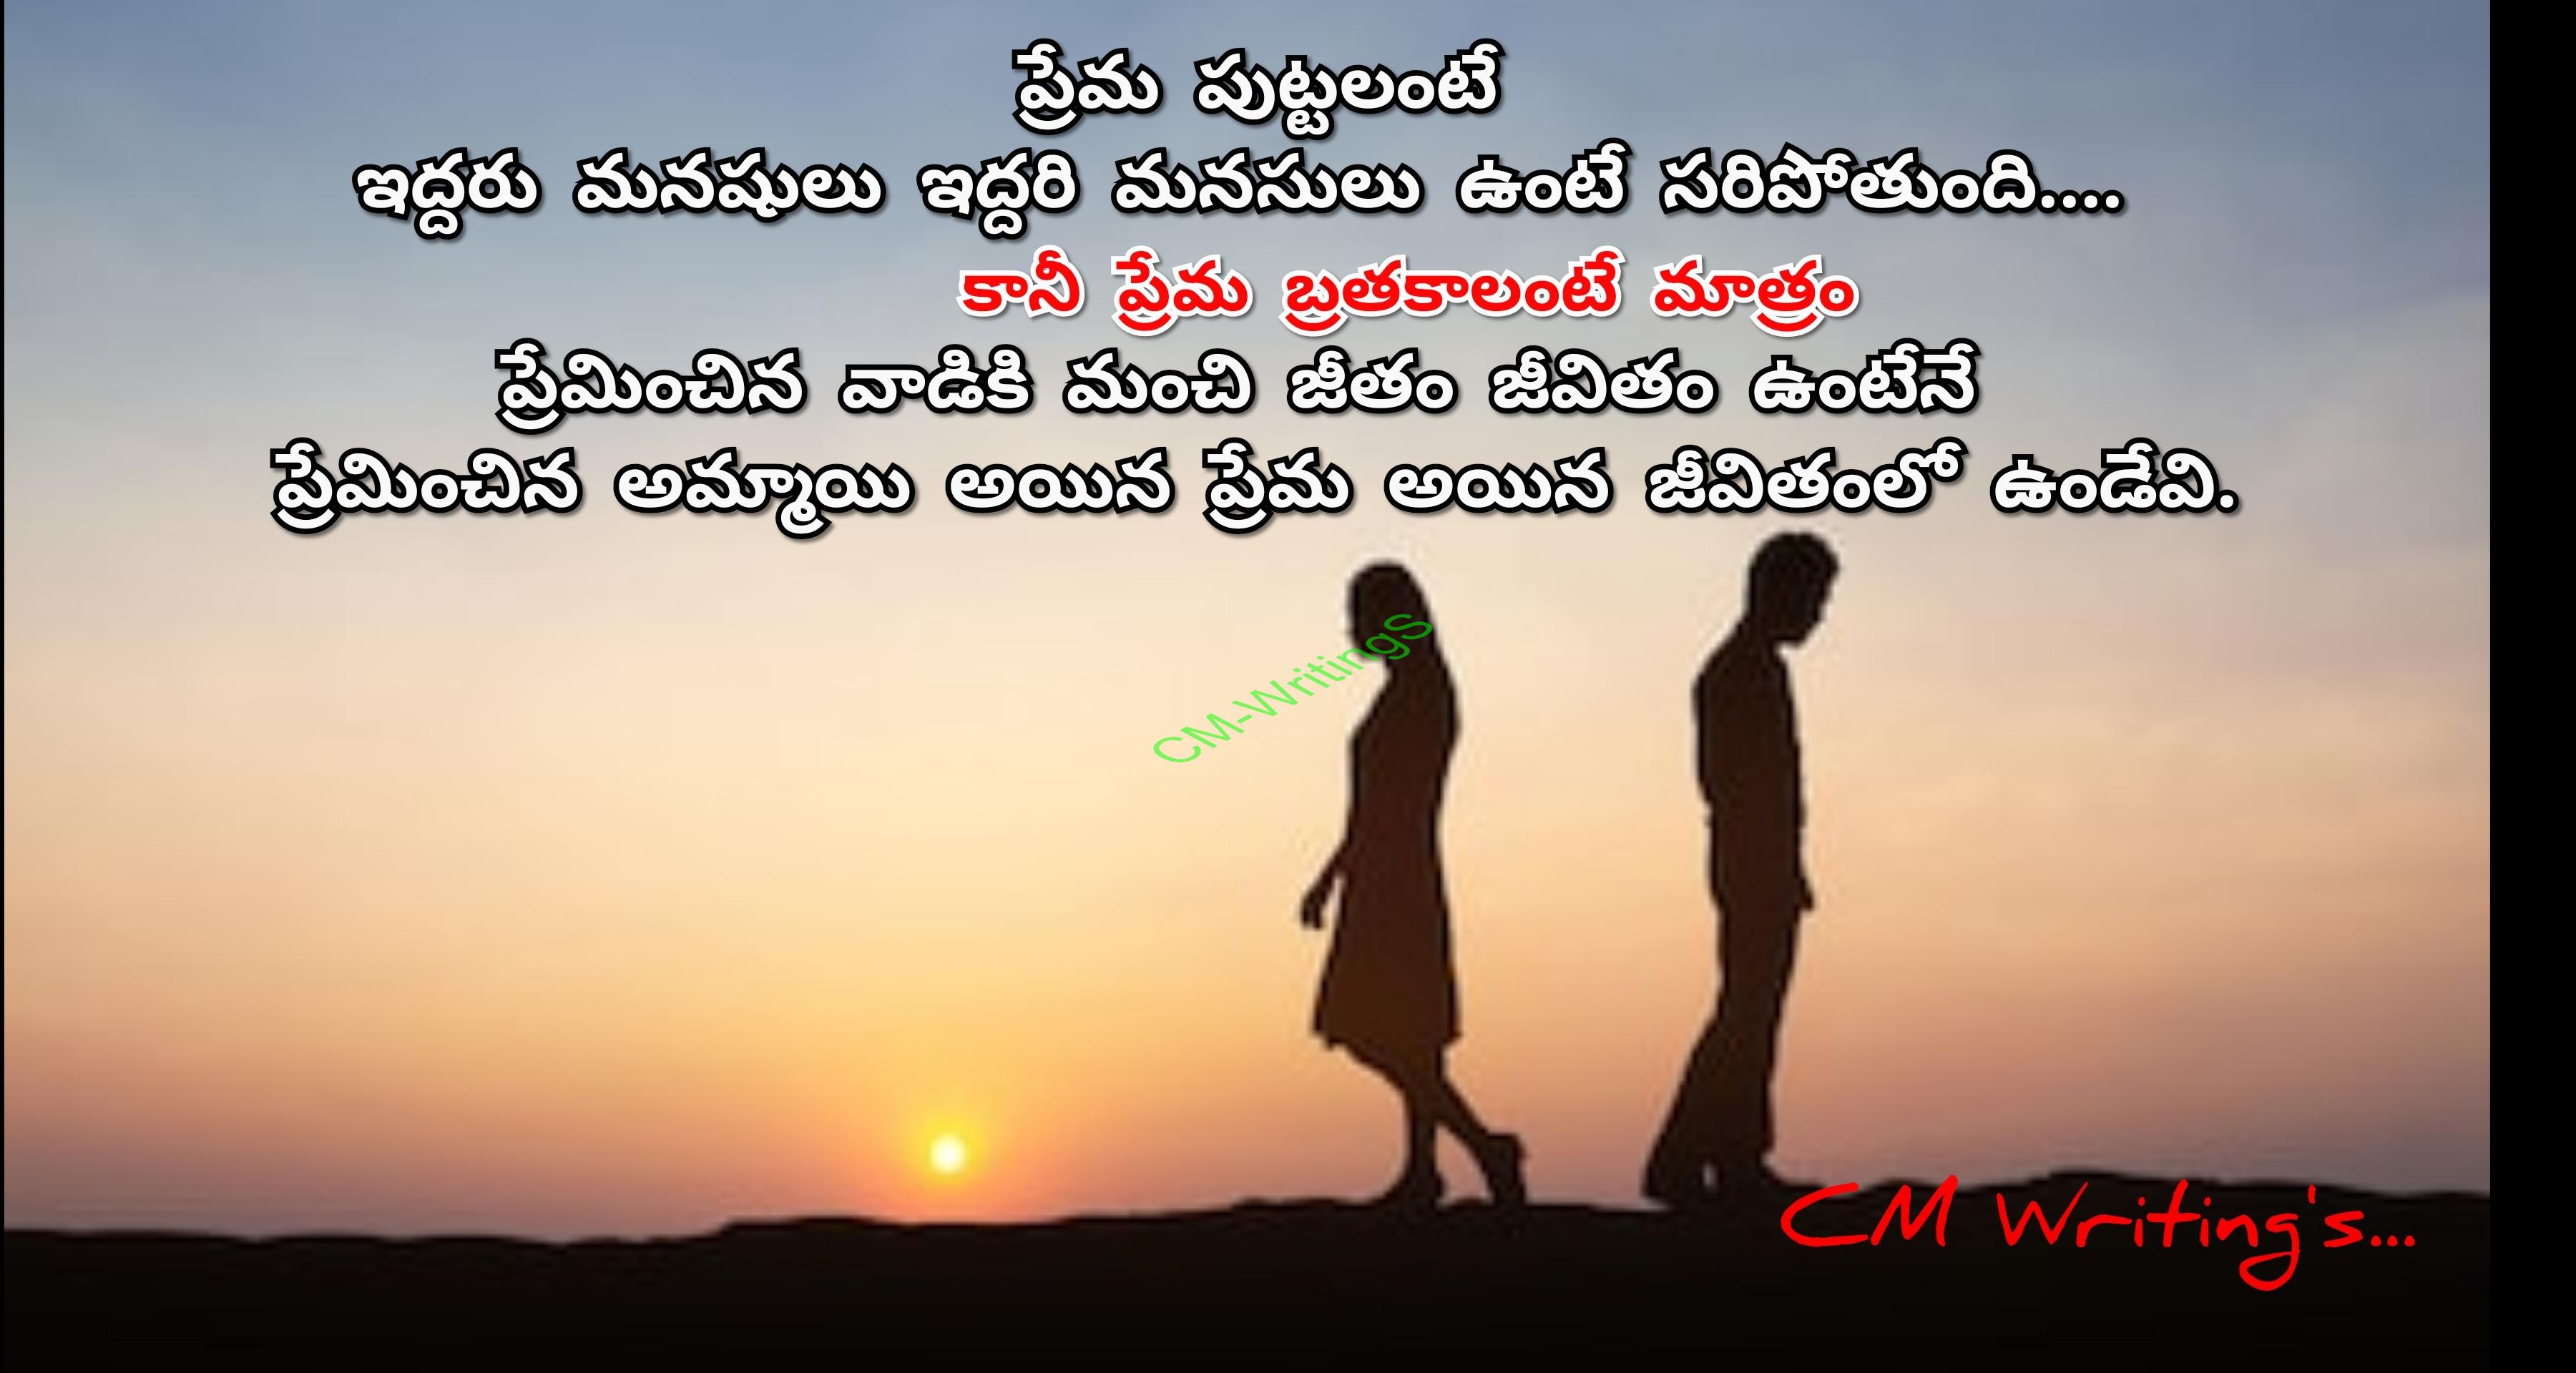 ప్రేమ పుట్టలంటే
ఇద్దరు మనషులు ఇద్దరి మనసులు ఉంటే సరిపోతుంది....
కానీ ప్రేమ బ్రతకాలంటే మాత్రం
ప్రేమించిన వాడికి మంచి జీతం జీవితం ఉంటేనే
ప్రేమించిన అమ్మాయి అయిన ప్రేమ అయిన జీవితంలో ఉండేవి.
CM-WritingS
CM Writing's...